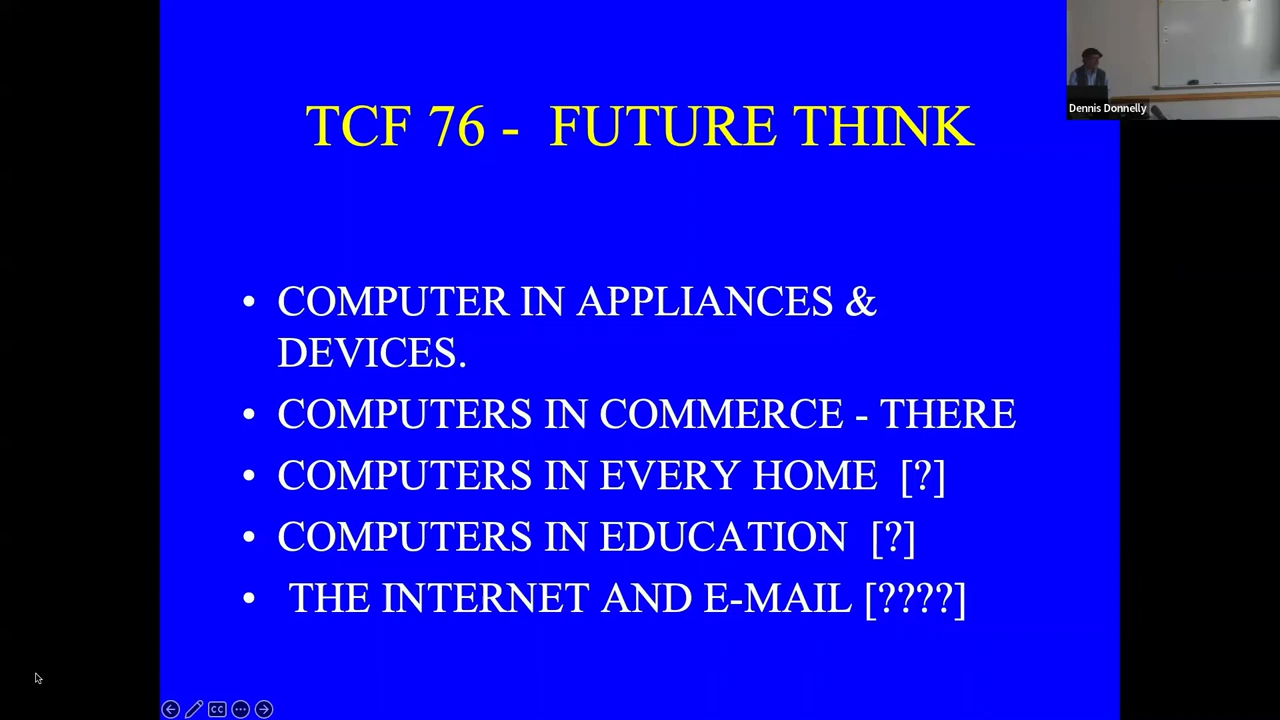 TCF 76 - FUTURE THINK
Dennis Donnelly
• COMPUTER IN APPLIANCES &
DEVICES.
• COMPUTERS IN COMMERCE - THERE
• COMPUTERS IN EVERY HOME [?]
• COMPUTERS IN EDUCATION [?]
• THE INTERNET AND E-MAIL [????]
CC